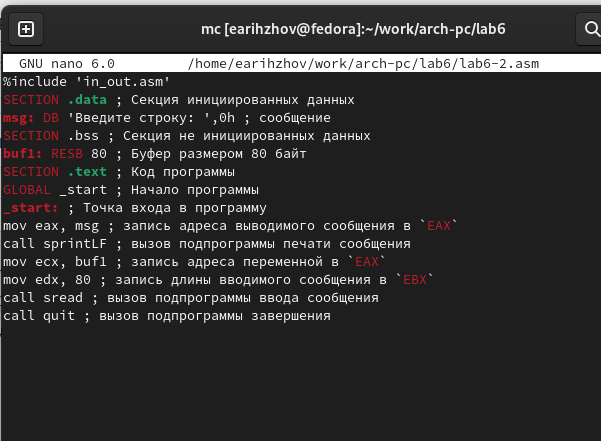 mc [earihzhov@fedora]:~/work/arch-pc/lab6
GNU nano 6.0 /home/earihzhov/work/arch-pc/lab6/lab6-2.asm
%include 'in_out.asm'
SECTION .data ; Секция инициированных данных
msg: DB 'Введите строку: ',0h ; сообщение
SECTION .bss ; Секция не инициированных данных
buf1: RESB 80 ; Буфер размером 80 байт
SECTION .text ; Код программы
GLOBAL _start ; Начало программы
_start: ; Точка входа в программу
mov eax, msg ; запись адреса выводимого сообщения в `EAX`
call sprintLF ; вызов подпрограммы печати сообщения
mov ecx, buf1 ; запись адреса переменной в `EAX`
mov edx, 80 ; запись длины вводимого сообщения в `EBX`
call sread ; вызов подпрограммы ввода сообщения
call quit ; вызов подпрограммы завершения